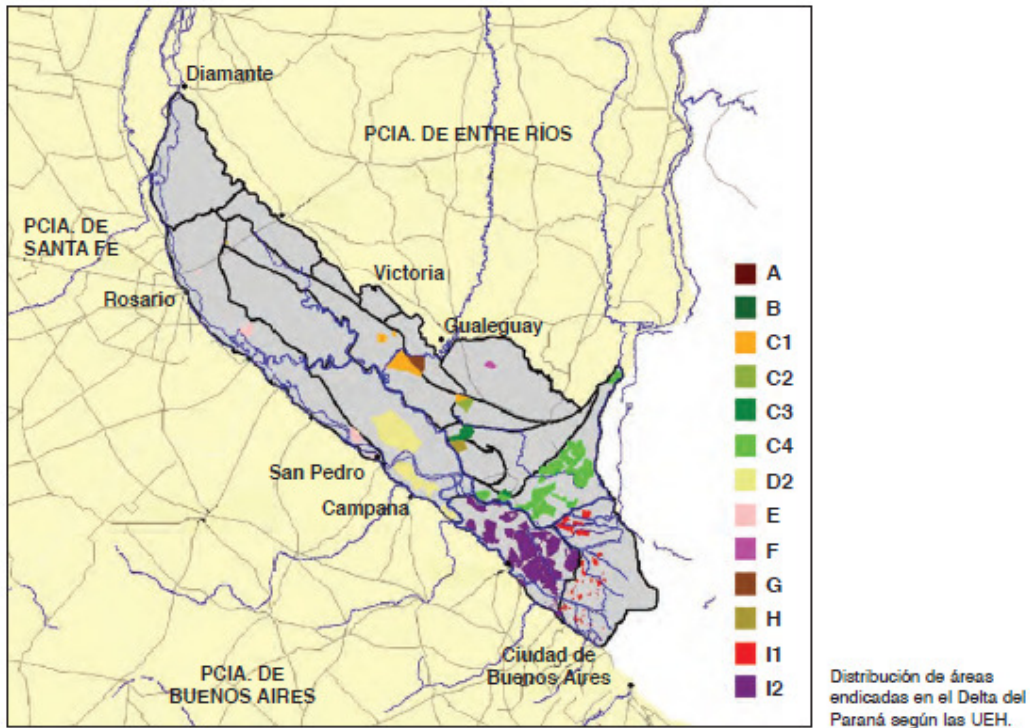 Diamante
PCIA. DE ENTRE RÍOS
PCIA. DE
SANTA FE
Victoria
Rosario
Gualeguay
San Pedro
Campana
Ciudad de
Buenos Aires
PCIA. DE
BUENOS AIRES
A
B
C1
C2
C3
C4
D2
E
F
G
H
I1
I2
Distribución de áreas
endicadas en el Delta del
Paraná según las UEH.